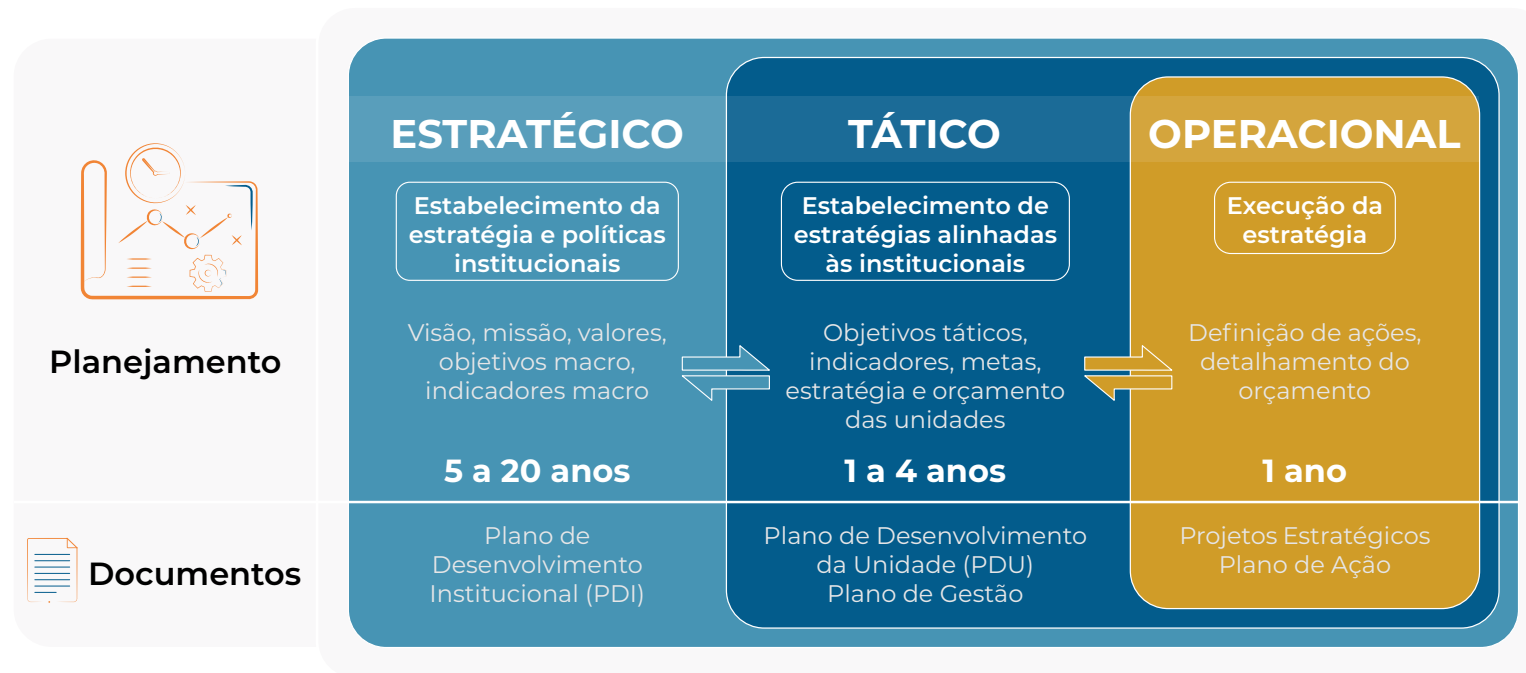 ESTRATÉGICO
Estabelecimento da
estratégia e políticas
institucionais
Visão, missão, valores,
objetivos macro,
indicadores macro
5 a 20 anos
TÁTICO
Estabelecimento de
estratégias alinhadas
às institucionais
Objetivos táticos,
indicadores, metas,
estratégia e orçamento
das unidades
1 a 4 anos
OPERACIONAL
Execução da
estratégia
Definição de ações,
detalhamento do
orçamento
1 ano
Planejamento
Documentos
Plano de
Desenvolvimento
Institucional (PDI)
Plano de Desenvolvimento
da Unidade (PDU)
Plano de Gestão
Projetos Estratégicos
Plano de Ação